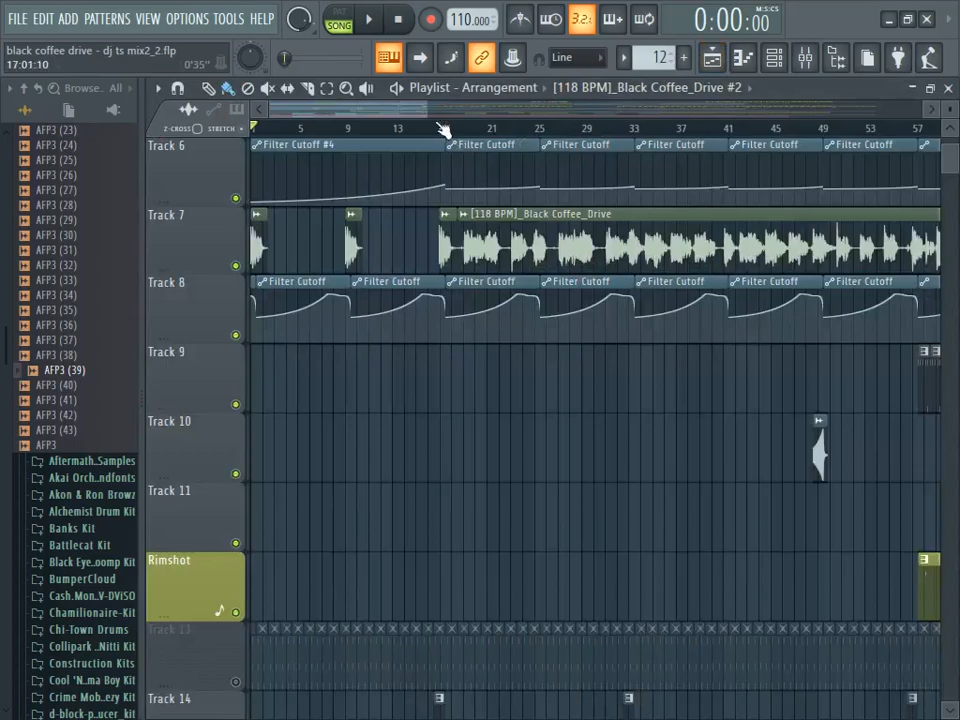 FILE EDIT ADD PATTERNS VIEW OPTIONS TOOLS HELP
PAT
SONG
110.000
3.2:
0:00:00
M:S:CS
black coffee drive - dj ts mix2_2.flp
17:01:10
0'35"
Line
12
Browse..
All
Playlist - Arrangement
[118 BPM]_Black Coffee_Drive #2
Z-CROSS
STRETCH
5
9
13
21
25
29
33
37
41
45
49
53
57
AFP3 (23)
AFP3 (24)
AFP3 (25)
AFP3 (26)
AFP3 (27)
AFP3 (28)
AFP3 (29)
AFP3 (30)
AFP3 (31)
AFP3 (32)
AFP3 (33)
AFP3 (34)
AFP3 (35)
AFP3 (36)
AFP3 (37)
AFP3 (38)
AFP3 (39)
AFP3 (40)
AFP3 (41)
AFP3 (42)
AFP3 (43)
AFP3
Aftermath..Samples
Akai Orch..ndfonts
Akon & Ron Browz
Alchemist Drum Kit
Banks Kit
Battlecat Kit
Black Eye..oomp Kit
BumperCloud
Cash.Mon..V-DViSO
Chamilionaire-Kit
Chi-Town Drums
Collipark ..Nitti Kit
Construction Kits
Cool 'N..ma Boy Kit
Crime Mob..ezy Kit
d-block-p..ucer_kit
Track 6
Filter Cutoff #4
Filter Cutoff
Filter Cutoff
Filter Cutoff
Filter Cutoff
Filter Cutoff
Track 7
[118 BPM]_Black Coffee_Drive
Track 8
Filter Cutoff
Filter Cutoff
Filter Cutoff
Filter Cutoff
Filter Cutoff
Filter Cutoff
Filter Cutoff
Track 9
Track 10
Track 11
Rimshot
Track 13
Track 14